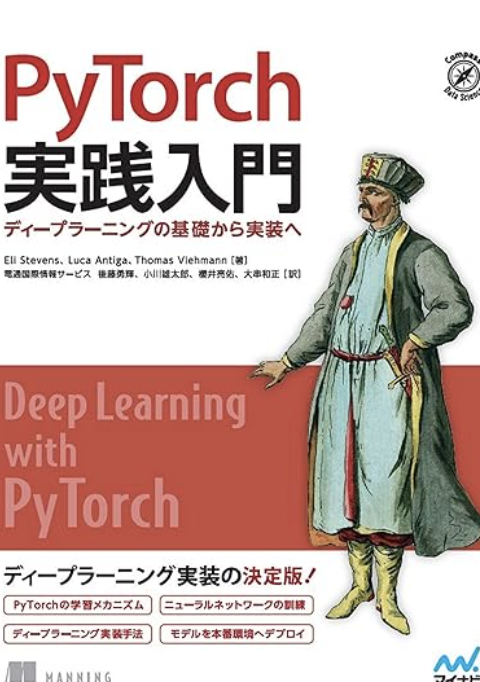 PyTorch
実践入門
ディープラーニングの基礎から実装へ
Eli Stevens、Luca Antiga、Thomas Viehmann [著]
電通国際情報サービス 後藤勇輝、小川雄太郎、櫻井亮佑、大串和正 [訳]
Compass
Data Science
Deep Learning
with
PyTorch
ディープラーニング実装の決定版!
PyTorchの学習メカニズム
ニューラルネットワークの訓練
ディープラーニング実装手法
モデルを本番環境へデプロイ
MANNING
マイナビ